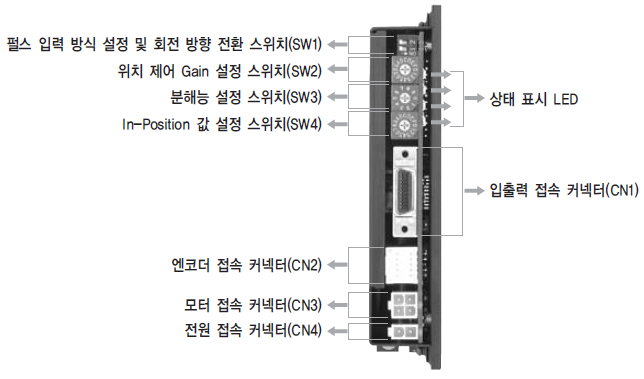 펄스 입력 방식 설정 및 회전 방향 전환 스위치(SW1)
위치 제어 Gain 설정 스위치(SW2)
분해능 설정 스위치(SW3)
In-Position 값 설정 스위치(SW4)
상태 표시 LED
입출력 접속 커넥터(CN1)
엔코더 접속 커넥터(CN2)
모터 접속 커넥터(CN3)
전원 접속 커넥터(CN4)